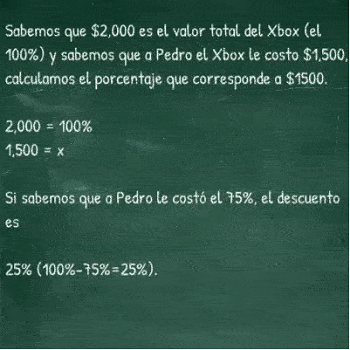 Sabemos que $2,000 es el valor total del Xbox (el
100%) y sabemos que a Pedro el Xbox le costo $1,500,
calculamos el porcentaje que corresponde a $1500.
2,000 = 100%
1,500 = x
Si sabemos que a Pedro le costó el 75%, el descuento
es
25% (100%-75%=25%).